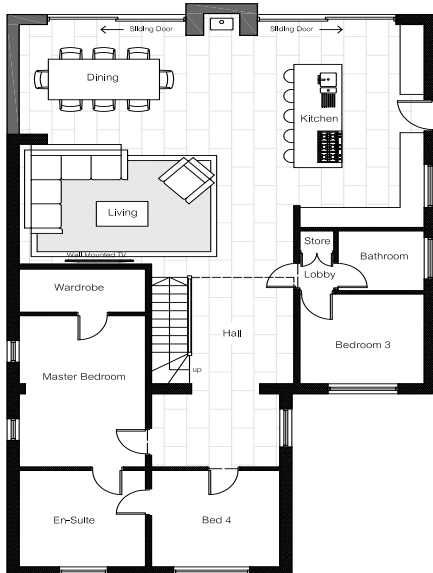 Sliding Door
Sliding Door
Dining
Kitchen
Living
Store
Wall Mounted TV
Bathroom
Lobby
Wardrobe
Hall
Bedroom 3
up
Master Bedroom
En-Suite
Bed 4